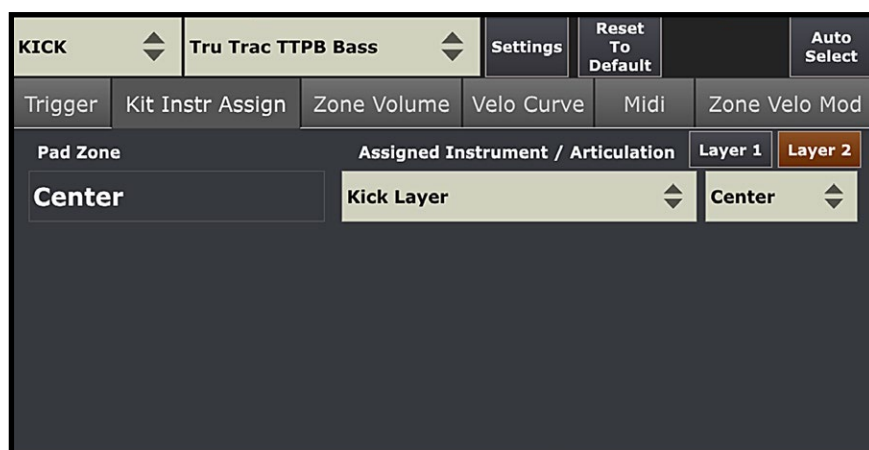 KICK
Tru Trac TTPB Bass
Settings
Reset
To
Default
Auto
Select
Trigger
Kit Instr Assign
Zone Volume
Velo Curve
Midi
Zone Velo Mod
Pad Zone
Assigned Instrument / Articulation
Layer 1
Layer 2
Center
Kick Layer
Center